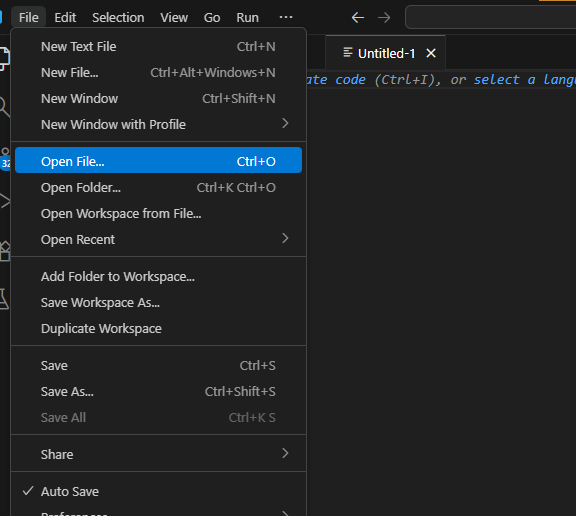 File Edit Selection View Go Run ...
New Text File Ctrl+N
Untitled-1
New File... Ctrl+Alt+Windows+N
ate code (Ctrl+I), or select a langu
New Window Ctrl+Shift+N
New Window with Profile
Open File... Ctrl+O
32
Open Folder... Ctrl+K Ctrl+O
Open Workspace from File...
Open Recent
Add Folder to Workspace...
Save Workspace As...
Duplicate Workspace
Save Ctrl+S
Save As... Ctrl+Shift+S
Save All Ctrl+K S
Share
Auto Save
Preferences